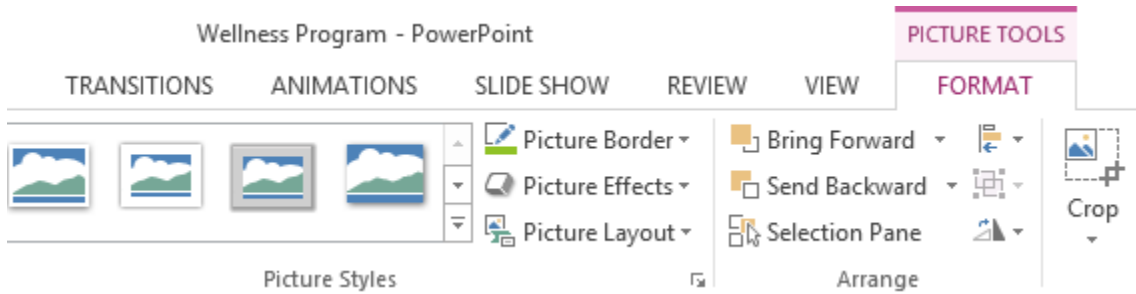 Wellness Program - PowerPoint
PICTURE TOOLS
TRANSITIONS ANIMATIONS SLIDE SHOW REVIEW VIEW FORMAT
Picture Border Bring Forward
Picture Effects Send Backward
Crop
Picture Layout Selection Pane
Picture Styles Arrange